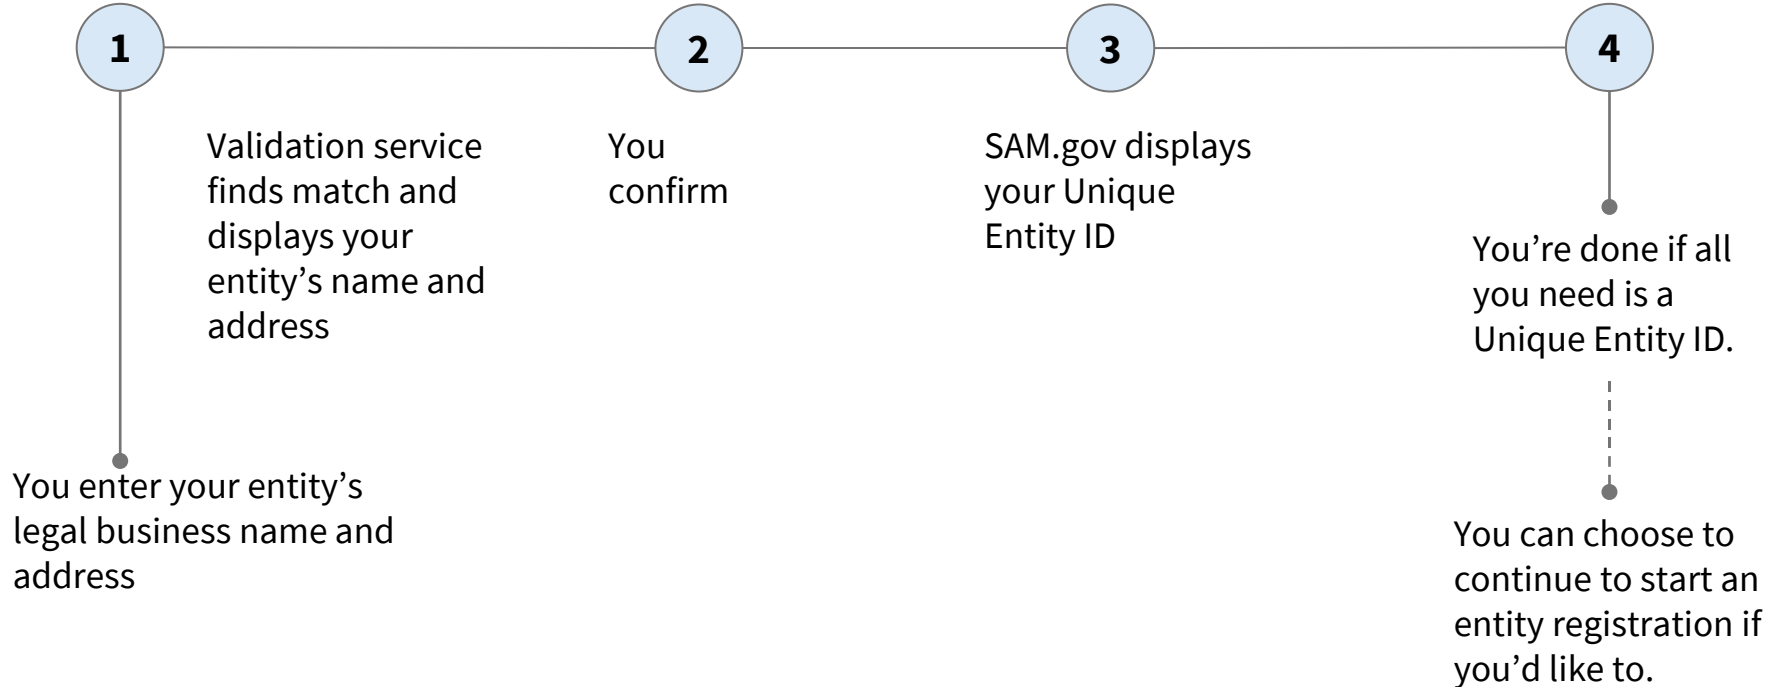 1
2
3
4
Validation service
finds match and
displays your
entity’s name and
address
You
confirm
SAM.gov displays
your Unique
Entity ID
You’re done if all
you need is a
Unique Entity ID.
You enter your entity’s
legal business name and
address
You can choose to
continue to start an
entity registration if
you’d like to.